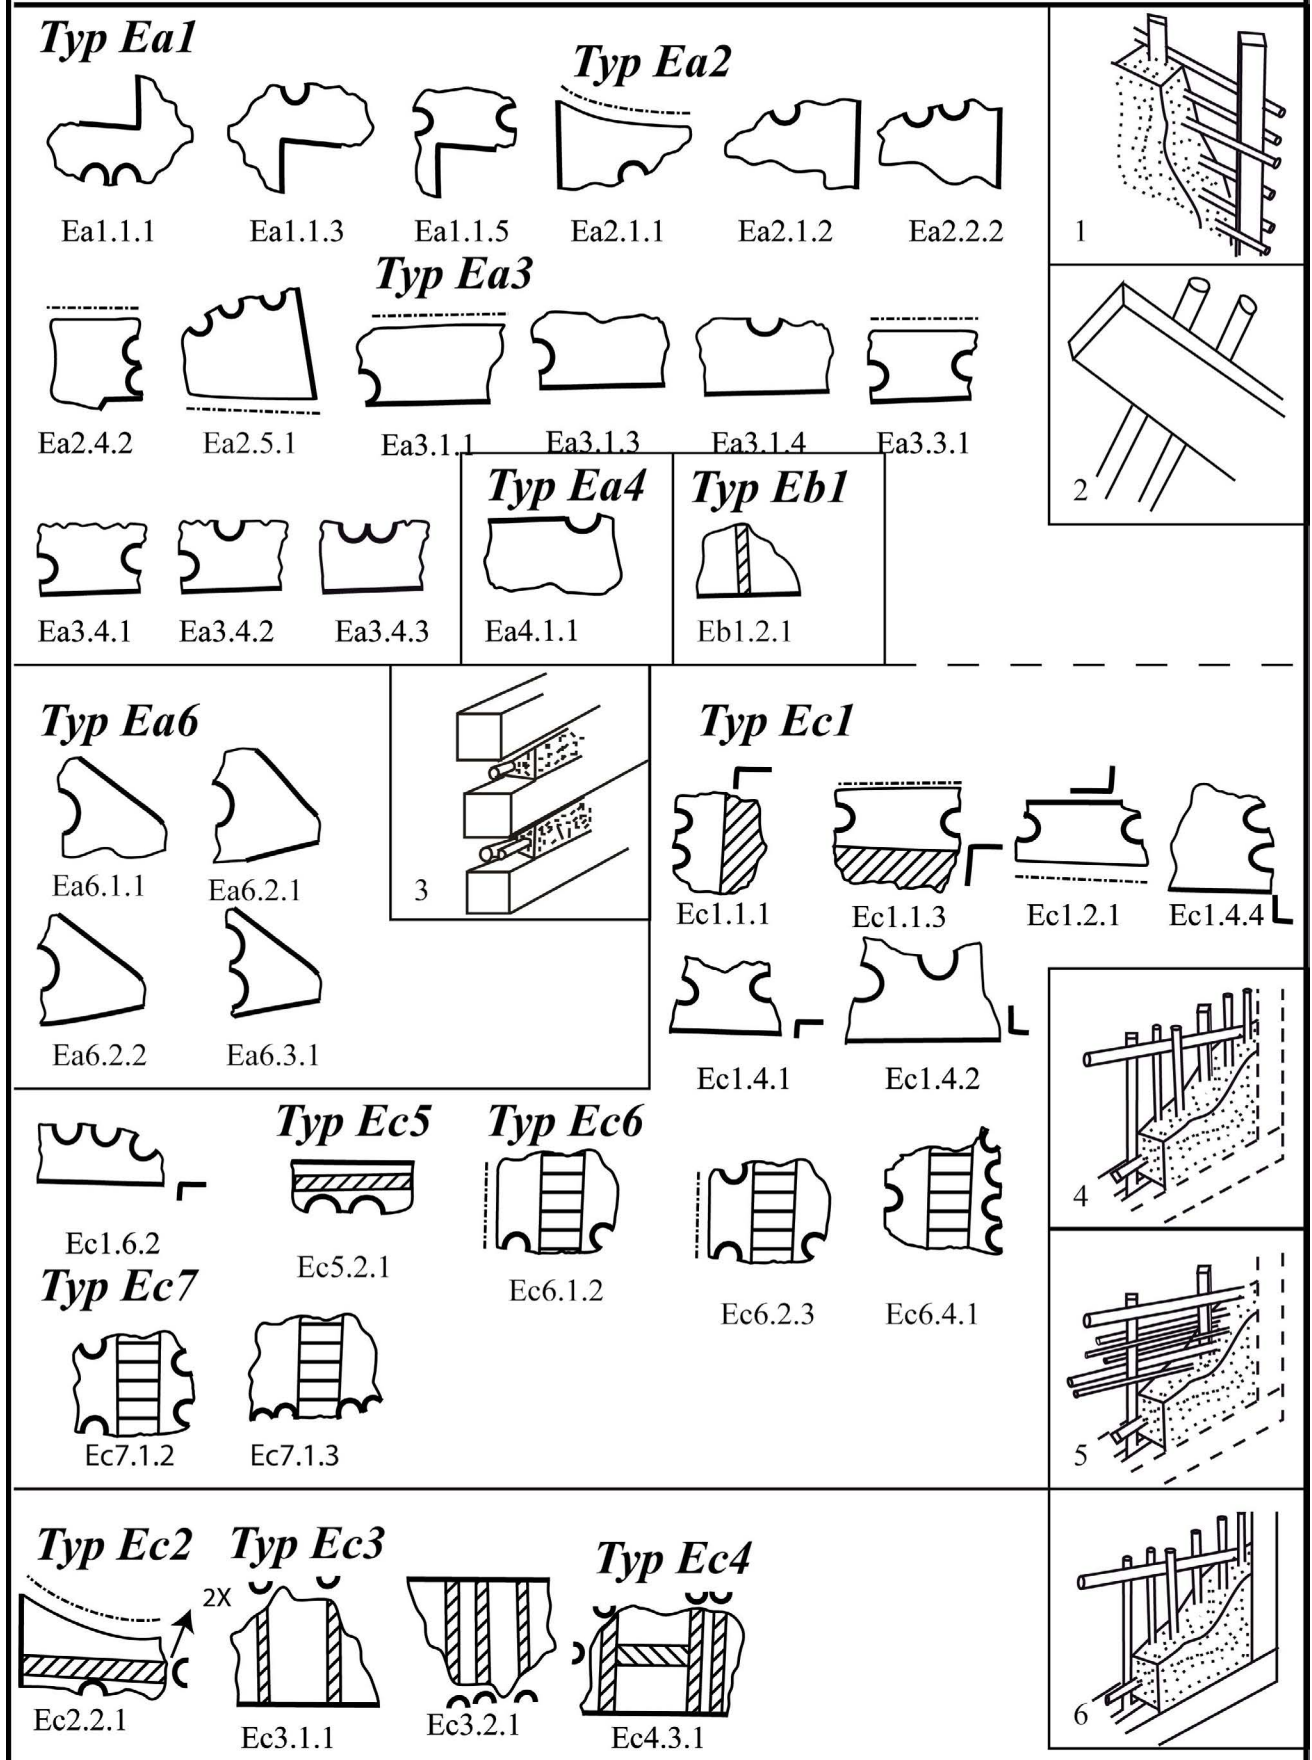 Typ Ea1
Typ Ea2
Ea1.1.1 Ea1.1.3 Ea1.1.5 Ea2.1.1 Ea2.1.2 Ea2.2.2
1
Typ Ea3
Ea2.4.2 Ea2.5.1 Ea3.1.1 Ea3.1.3 Ea3.1.4 Ea3.3.1
2
Typ Ea4 Typ Eb1
Ea3.4.1 Ea3.4.2 Ea3.4.3 Ea4.1.1 Eb1.2.1
Typ Ea6
Ea6.1.1 Ea6.2.1
Ea6.2.2 Ea6.3.1
3
Typ Ec1
Ec1.1.1 Ec1.1.3 Ec1.2.1 Ec1.4.4
Ec1.4.1 Ec1.4.2
4
Typ Ec5 Typ Ec6
Ec1.6.2 Ec5.2.1 Ec6.1.2 Ec6.2.3 Ec6.4.1
Typ Ec7
Ec7.1.2 Ec7.1.3
5
Typ Ec2 Typ Ec3 Typ Ec4
2X
Ec2.2.1 Ec3.1.1 Ec3.2.1 Ec4.3.1
6